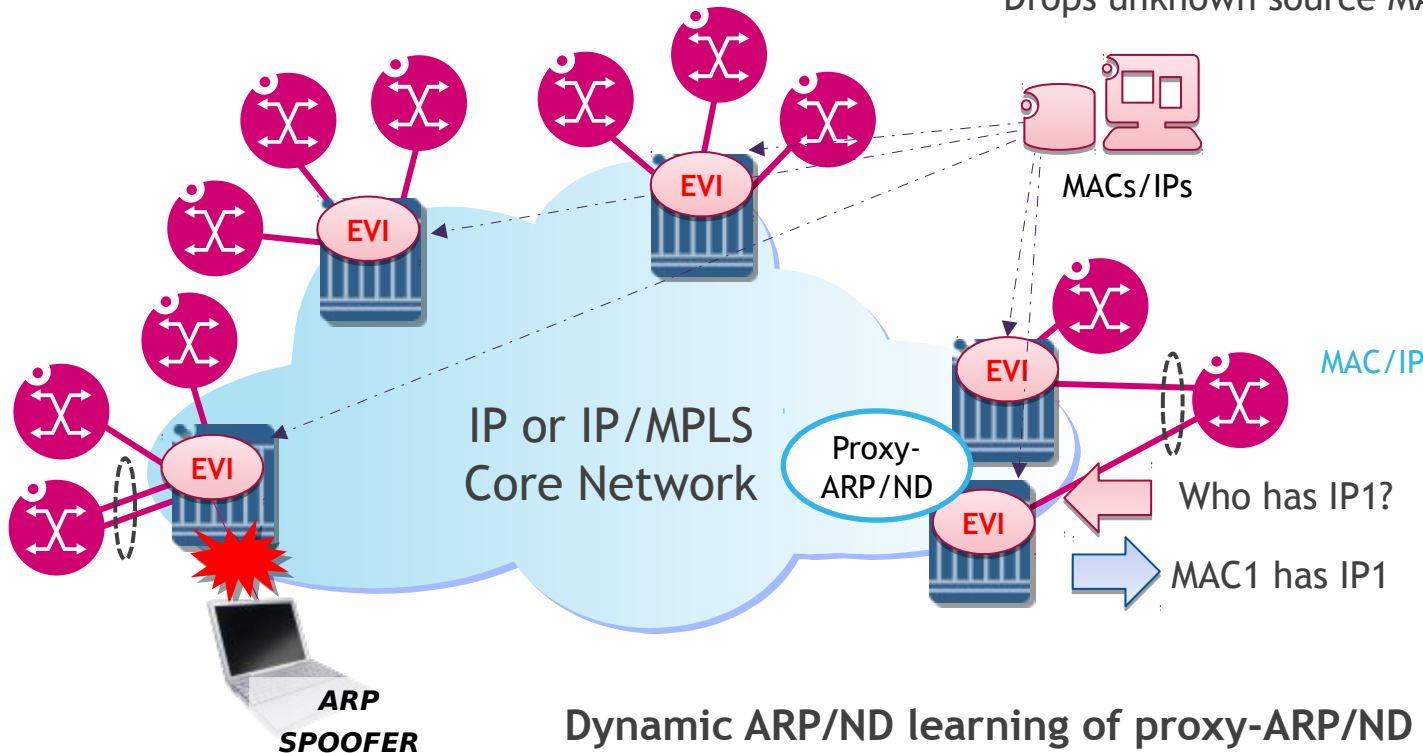 Drops unknown source
EVI
EVI
MACs/IPs
EVI
MAC/IP
IP or IP/MPLS
Core Network
Proxy-
ARP/ND
EVI
EVI
Who has IP1?
MAC1 has IP1
ARP
SPOOFER
Dynamic ARP/ND learning of proxy-ARP/ND